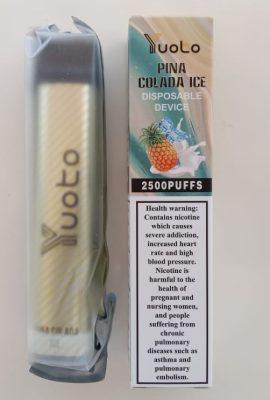 Yuoto
Yuoto
PINA
COLADA ICE
DISPOSABLE
DEVICE
2500PUFFS
Health warning:
Contains nicotine
which causes
severe addiction,
increased heart
rate and high
blood pressure.
Nicotine is
harmful to the
health of
pregnant and
nursing women,
and people
suffering from
chronic
pulmonary
diseases such as
asthma and
pulmonary
embolism.